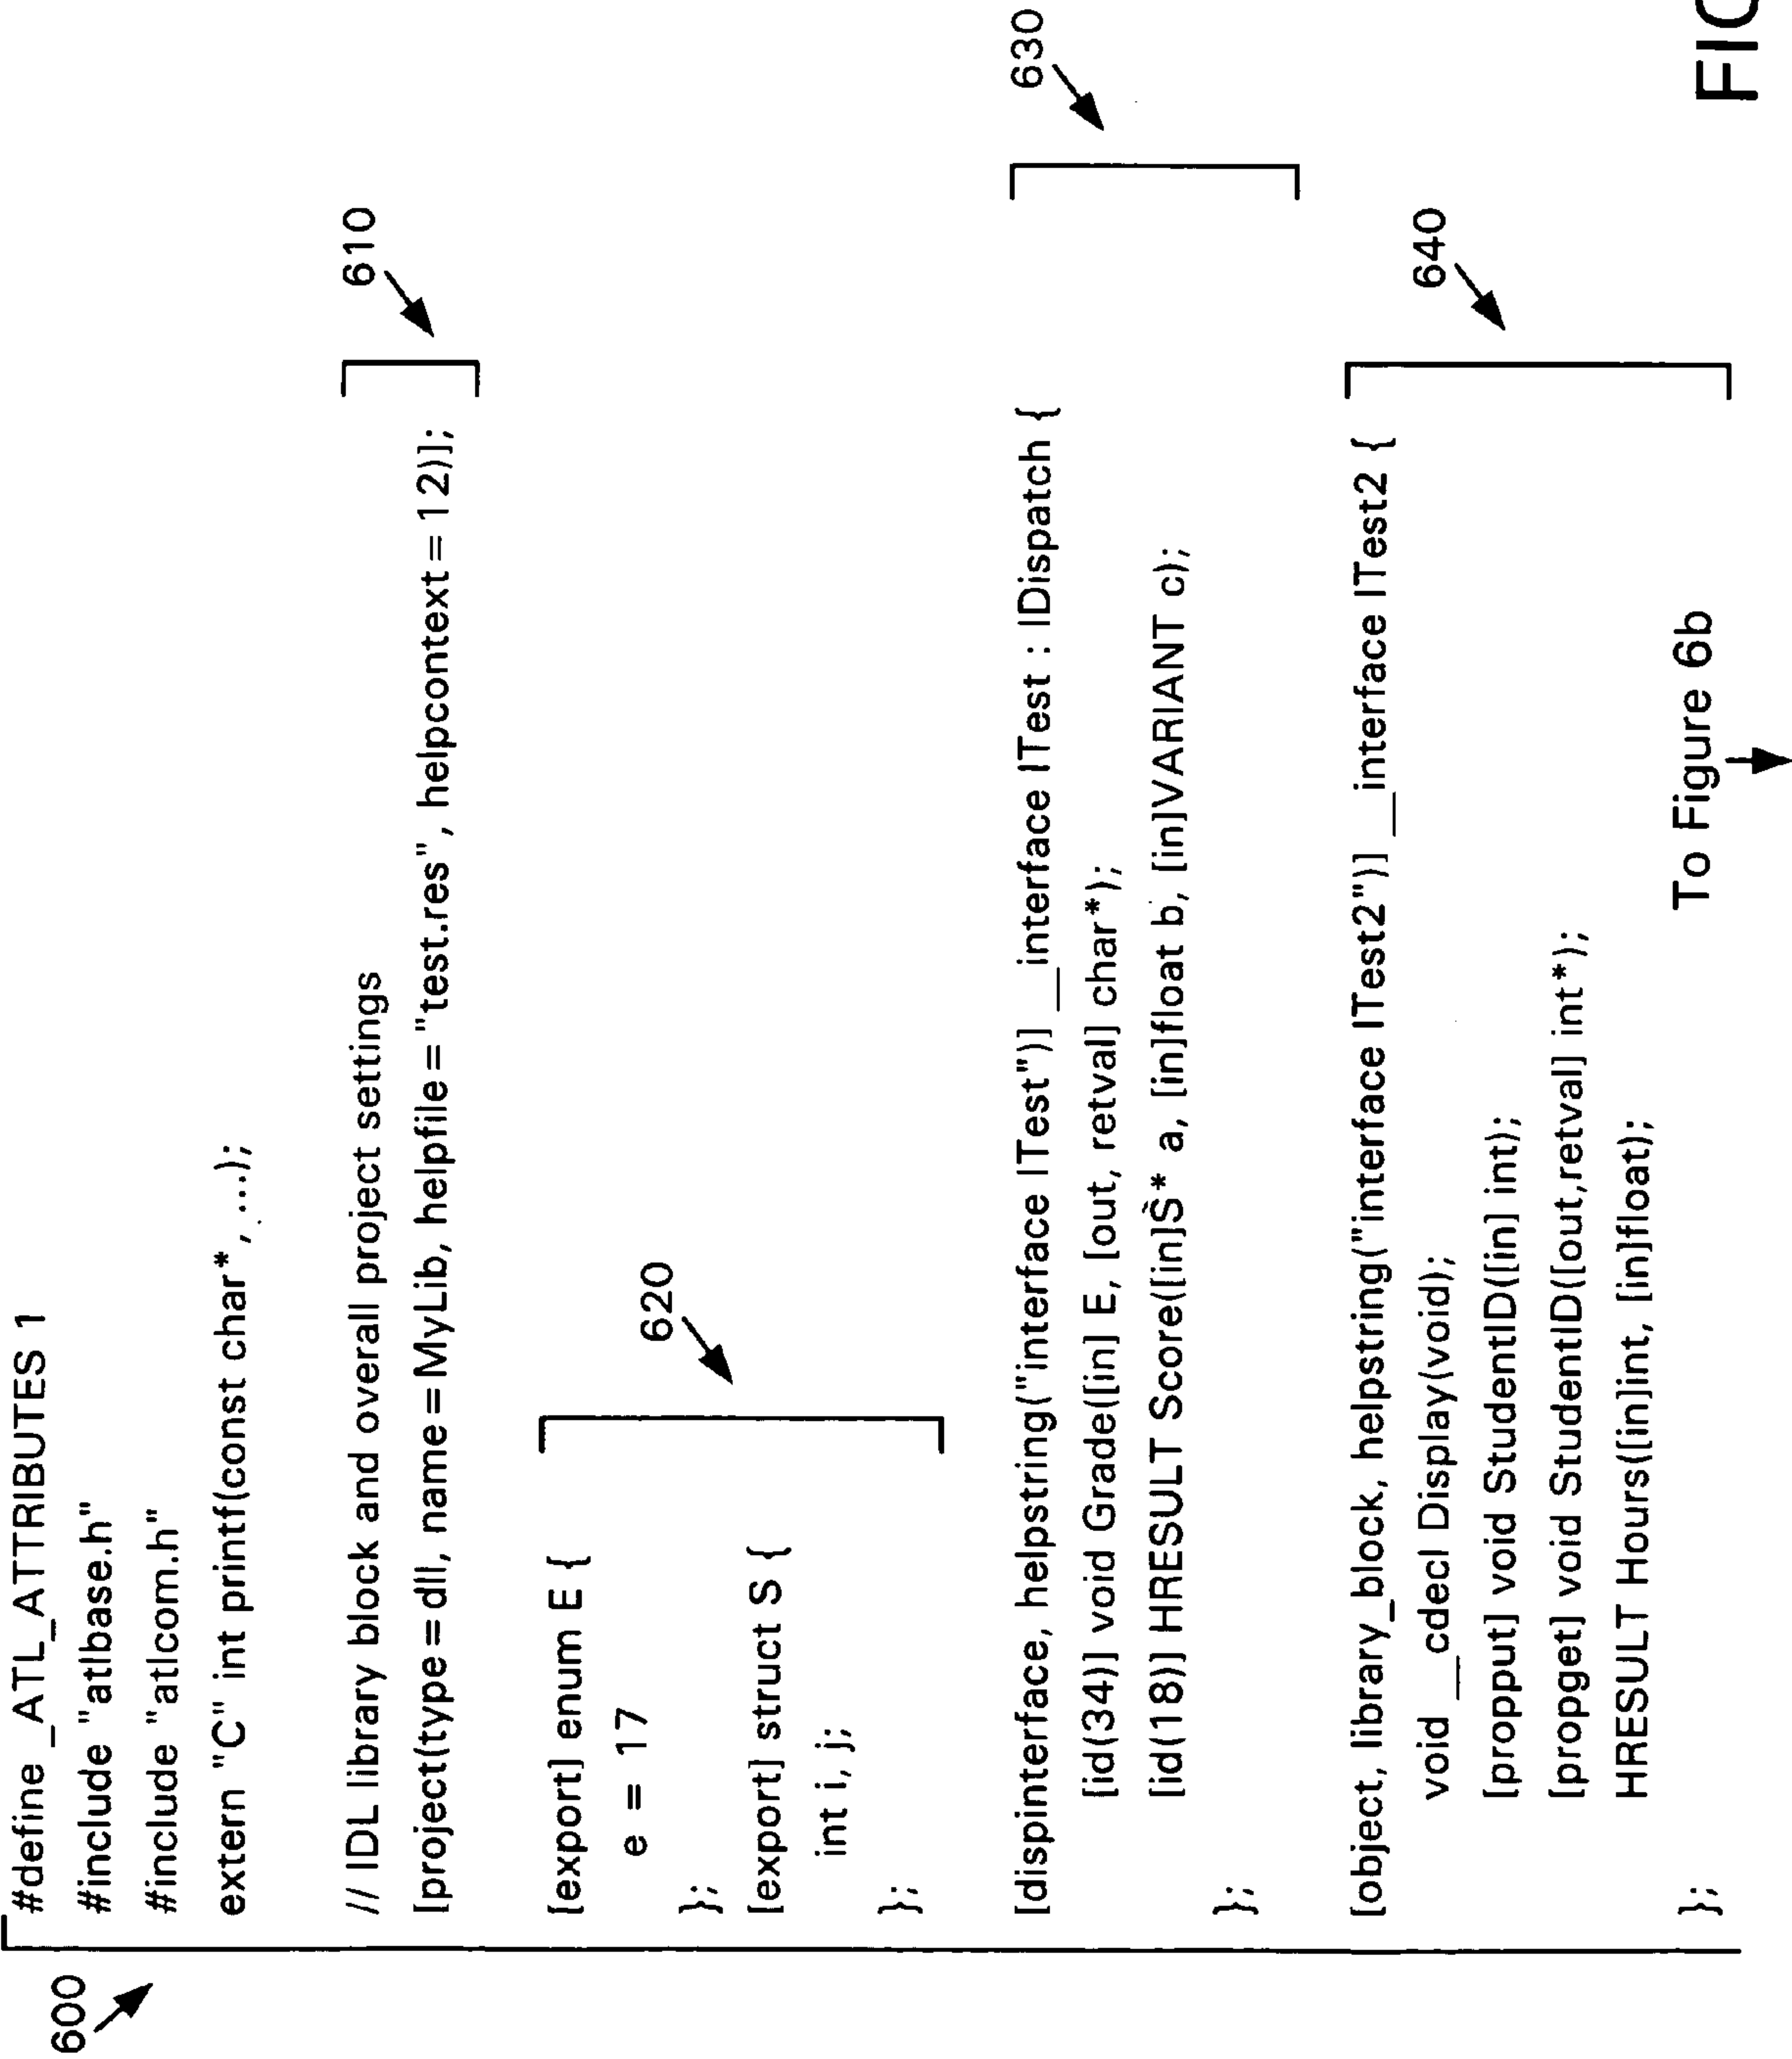 600
#define _ATL_ATTRIBUTES 1
#include "atlbase.h"
#include "atlcom.h"
extern "C" int printf(const char*, ...);
// IDL library block and overall project settings
[project(type=dll, name=MyLib, helpfile="test.res", helpcontext=12)];
610
[export] enum E {
e = 17
};
[export] struct S {
int i, j;
};
620
[dispinterface, helpstring("interface ITest")] __interface ITest : IDispatch {
[id(34)] void Grade([in] E, [out, retval] char*);
[id(18)] HRESULT Score([in]S* a, [in]float b, [in]VARIANT c);
};
630
[object, library_block, helpstring("interface ITest2")] __interface ITest2 {
void __cdecl Display(void);
[propput] void StudentID([in] int);
[propget] void StudentID([out,retval] int*);
HRESULT Hours([in]int, [in]float);
};
640
To Figure 6b